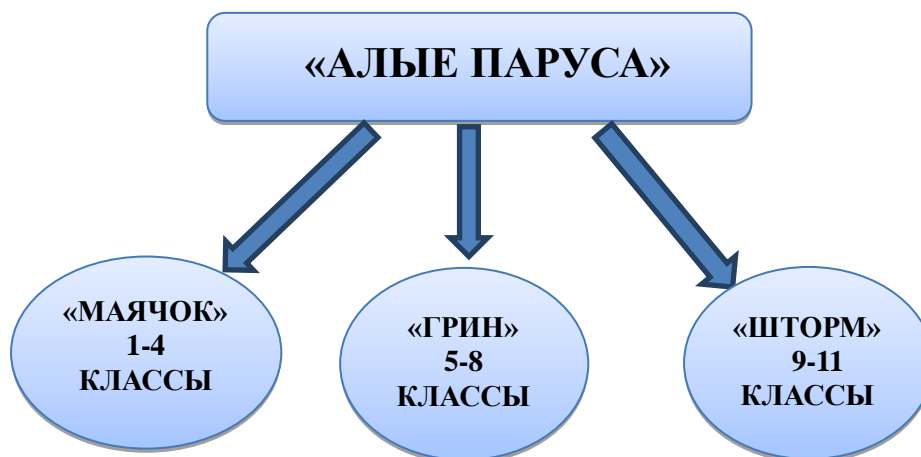 «АЛЫЕ ПАРУСА»
«МАЯЧОК»
1-4
КЛАССЫ
«ГРИН»
5-8
КЛАССЫ
«ШТОРМ»
9-11
КЛАССЫ